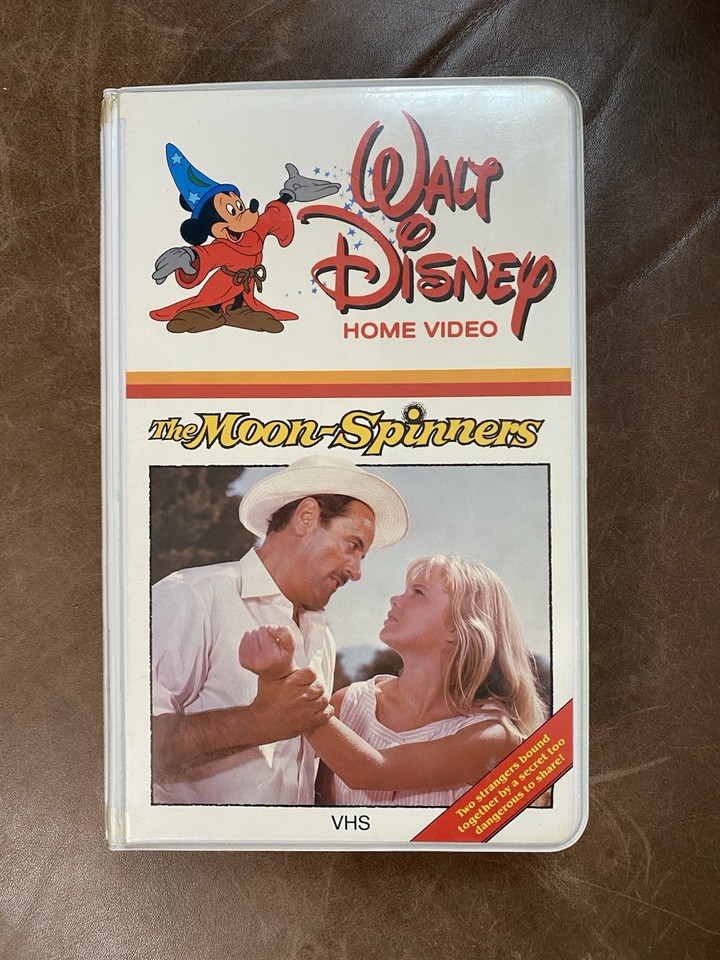 WALT
DISNEY
HOME VIDEO
The Moon-Spinners
Two strangers bound
together by a secret too
dangerous to share!
VHS